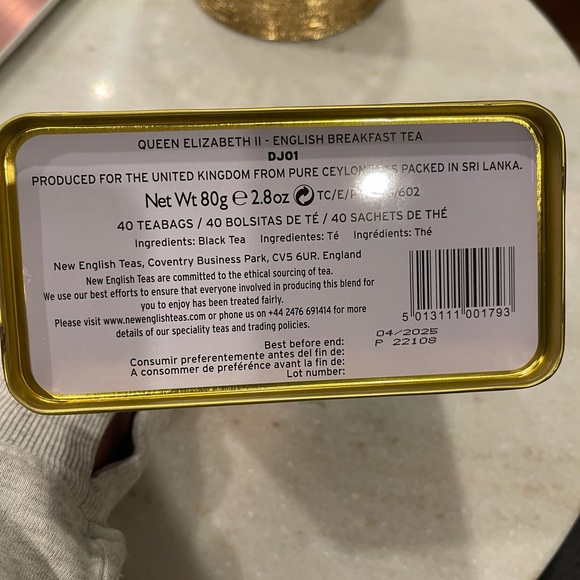 QUEEN ELIZABETH II - ENGLISH BREAKFAST TEA
DJ01
PRODUCED FOR THE UNITED KINGDOM FROM PURE CEYLON PACKED IN SRI LANKA.
Net Wt 80g e 2.8oz TC/E/ /602
40 TEABAGS / 40 BOLSITAS DE TÉ / 40 SACHETS DE THÉ
Ingredients: Black Tea Ingredientes: Té Ingrédients: Thé
New English Teas, Coventry Business Park, CV5 6UR. England
New English Teas are committed to the ethical sourcing of tea.
We use our best efforts to ensure that everyone involved in producing this blend for
you to enjoy has been treated fairly.
Please visit www.newenglishteas.com or phone us on +44 2476 691414 for more
details of our speciality teas and trading policies.
5 013111 001793
Best before end: 04/2025
Consumir preferentemente antes del fin de: P 22108
A consommer de préférénce avant la fin de:
Lot number: